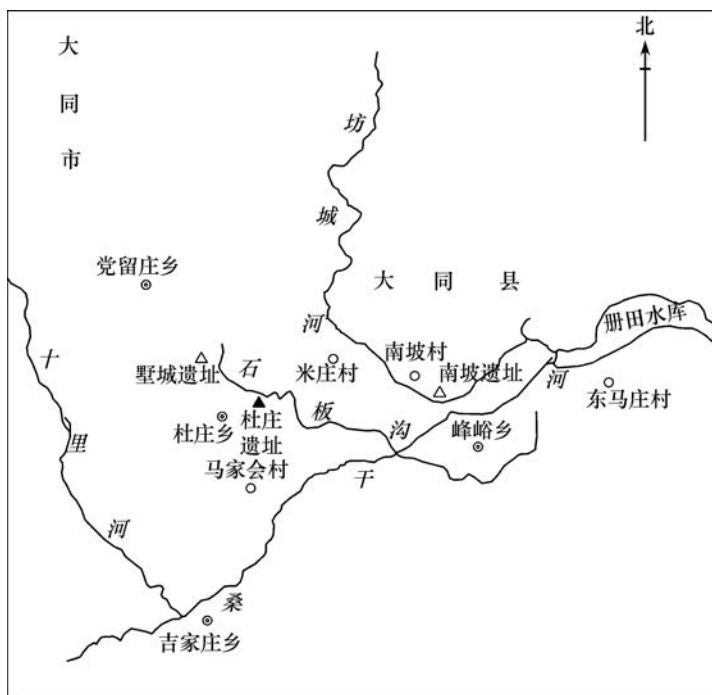 大同市
北
坊城河
党留庄乡
大同县
册田水库
十里河
墅城遗址
石板沟
米庄村
南坡村
南坡遗址
东马庄村
杜庄乡
杜庄遗址
峰峪乡
马家会村
桑干河
吉家庄乡